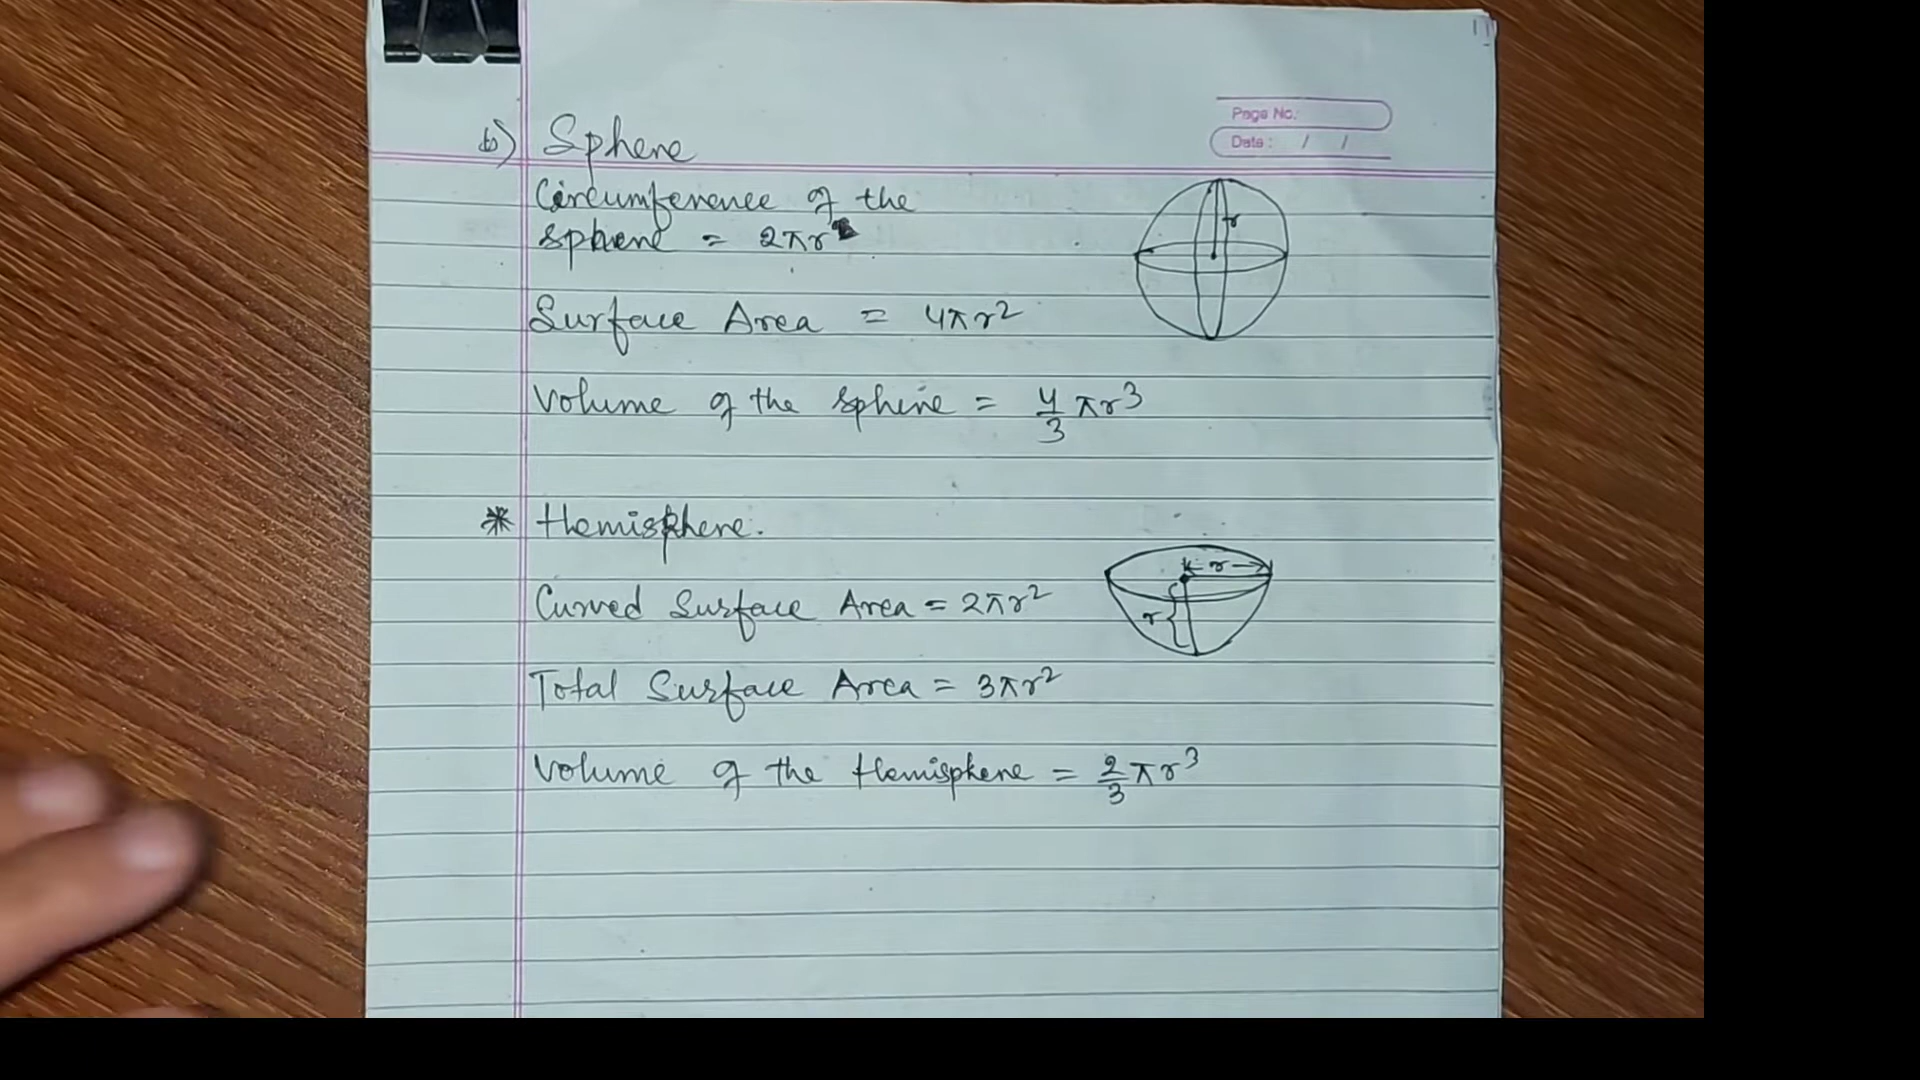 Page No.:
Date : / /
b) Sphere
Circumference of the
sphere = 2πr
r
Surface Area = 4πr²
Volume of the sphere = 4/3 πr³
* Hemisphere.
r
Curved Surface Area = 2πr²
r
Total Surface Area = 3πr²
Volume of the Hemisphere = 2/3 πr³